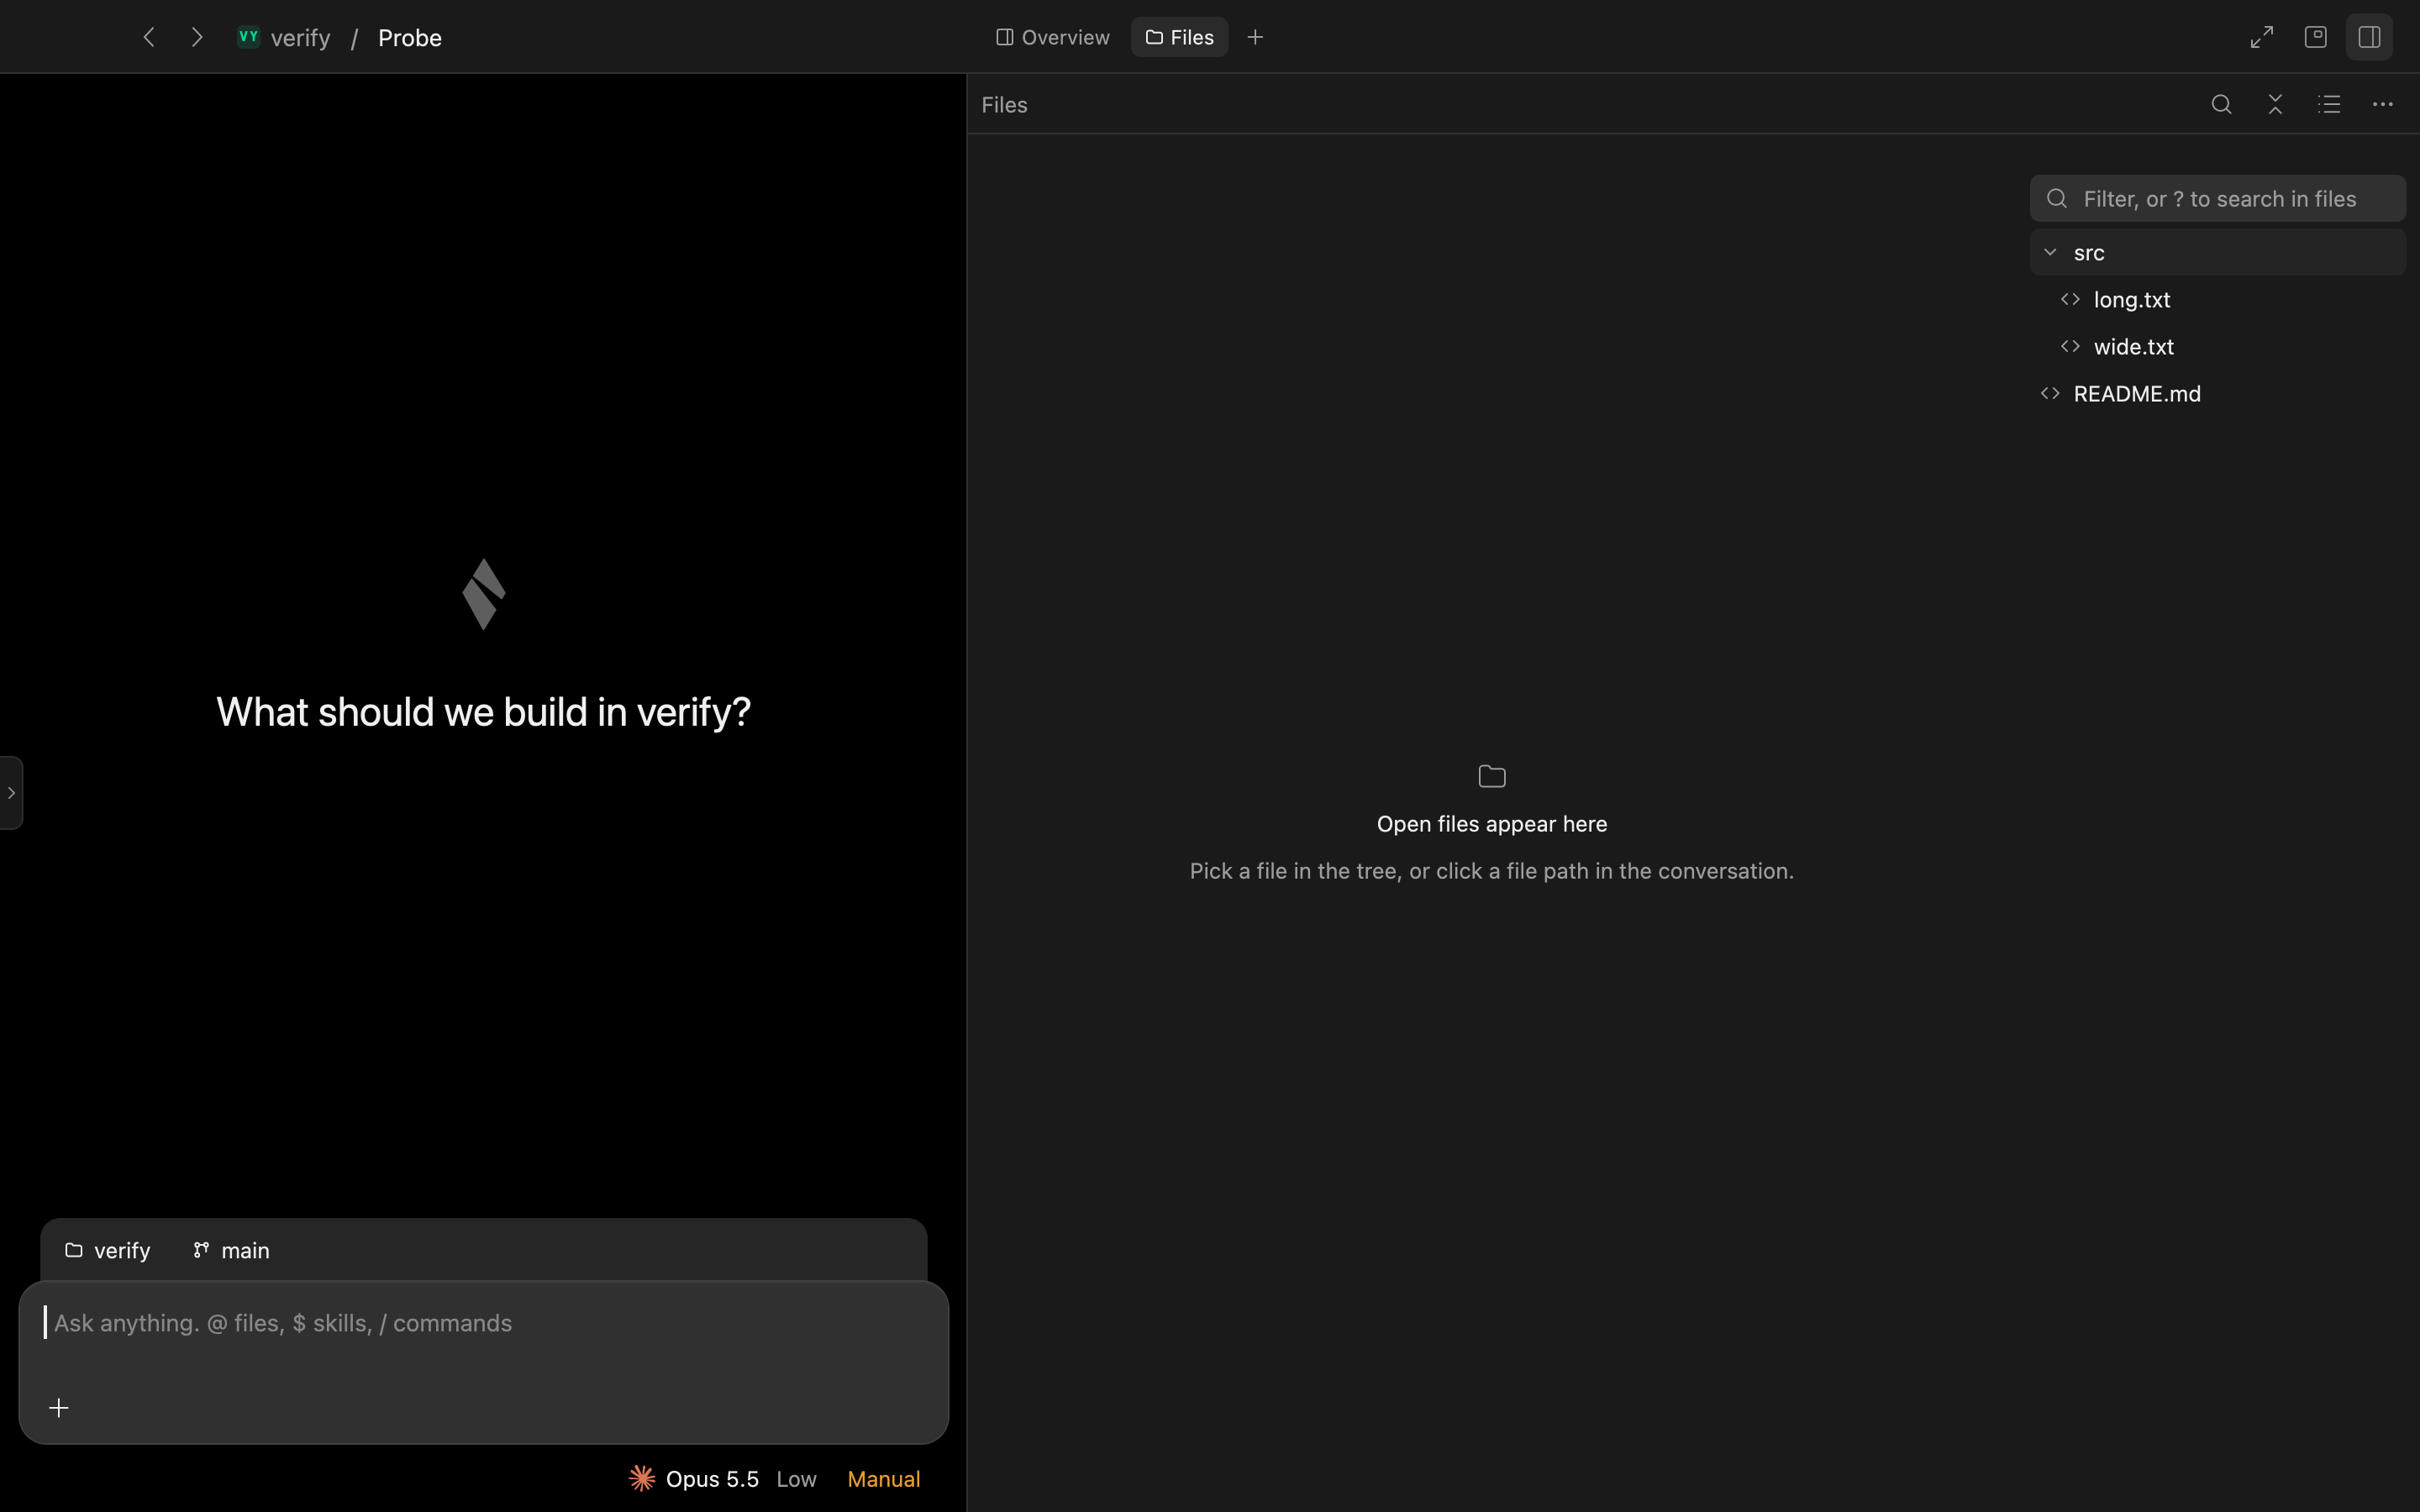 VY verify / Probe
Overview Files
Files
Filter, or ? to search in files
src
long.txt
wide.txt
README.md
What should we build in verify?
Open files appear here
Pick a file in the tree, or click a file path in the conversation.
verify main
Ask anything. @ files, $ skills, / commands
Opus 5.5 Low Manual